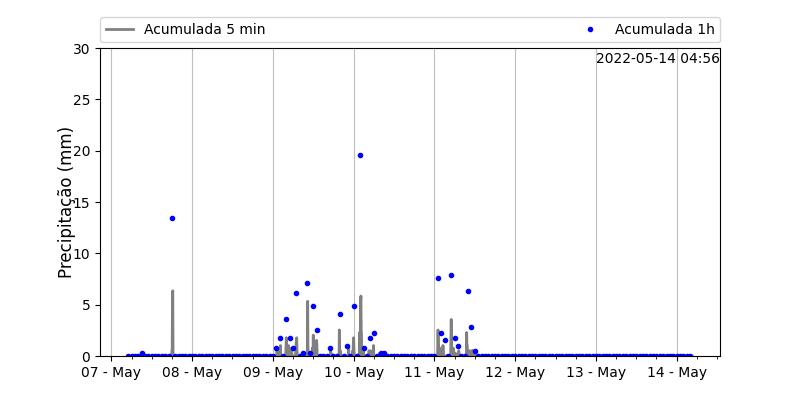 Acumulada 5 min
Acumulada 1h
2022-05-14 04:56
Precipitação (mm)
30
25
20
15
10
5
0
07 - May 08 - May 09 - May 10 - May 11 - May 12 - May 13 - May 14 - May